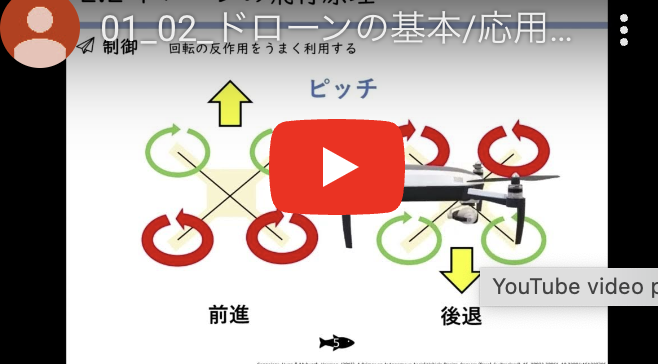 01_02_ドローンの基本/応用...
制御 回転の反作用をうまく利用する
ピッチ
前進
後退
YouTube video p